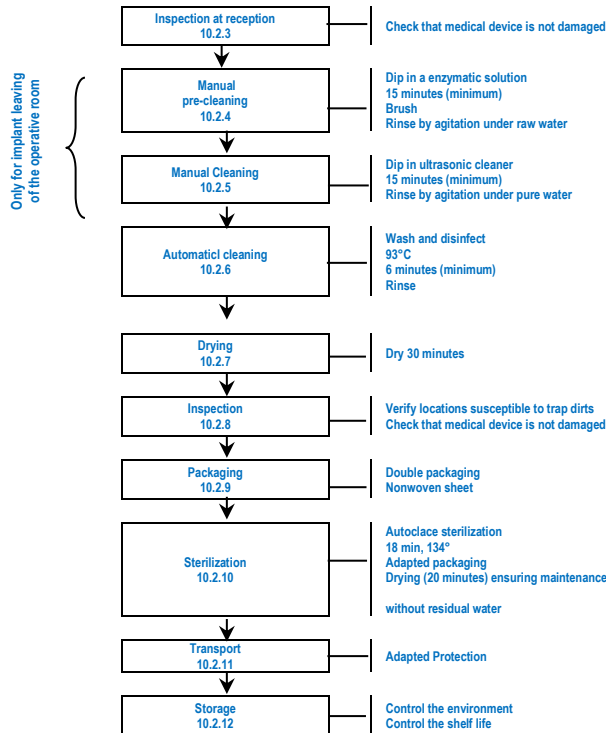 Inspection at reception
10.2.3
Check that medical device is not damaged
Only for implant leaving
of the operative room
Manual
pre-cleaning
10.2.4
Dip in a enzymatic solution
15 minutes (minimum)
Brush
Rinse by agitation under raw water
Manual Cleaning
10.2.5
Dip in ultrasonic cleaner
15 minutes (minimum)
Rinse by agitation under pure water
Automaticl cleaning
10.2.6
Wash and disinfect
93°C
6 minutes (minimum)
Rinse
Drying
10.2.7
Dry 30 minutes
Inspection
10.2.8
Verify locations susceptible to trap dirts
Check that medical device is not damaged
Packaging
10.2.9
Double packaging
Nonwoven sheet
Sterilization
10.2.10
Autoclace sterilization
18 min, 134°
Adapted packaging
Drying (20 minutes) ensuring maintenance
without residual water
Transport
10.2.11
Adapted Protection
Storage
10.2.12
Control the environment
Control the shelf life